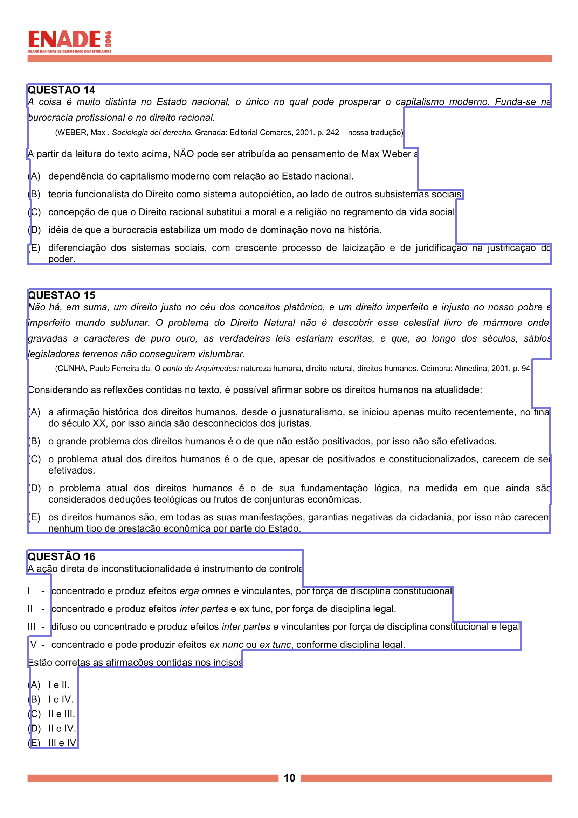 ENADE 2006
EXAME NACIONAL DE DESEMPENHO DOS ESTUDANTES
QUESTÃO 14
A coisa é muito distinta no Estado nacional, o único no qual pode prosperar o capitalismo moderno. Funda-se na
burocracia profissional e no direito racional.
(WEBER, Max . Sociologia del derecho. Granada: Editorial Comares, 2001. p. 242 – nossa tradução)
A partir da leitura do texto acima, NÃO pode ser atribuída ao pensamento de Max Weber a
(A) dependência do capitalismo moderno com relação ao Estado nacional.
(B) teoria funcionalista do Direito como sistema autopoiético, ao lado de outros subsistemas sociais.
(C) concepção de que o Direito racional substitui a moral e a religião no regramento da vida social.
(D) idéia de que a burocracia estabiliza um modo de dominação novo na história.
(E) diferenciação dos sistemas sociais, com crescente processo de laicização e de juridificação na justificação do
poder.
QUESTÃO 15
Não há, em suma, um direito justo no céu dos conceitos platônico, e um direito imperfeito e injusto no nosso pobre e
imperfeito mundo sublunar. O problema do Direito Natural não é descobrir esse celestial livro de mármore onde,
gravadas a caracteres de puro ouro, as verdadeiras leis estariam escritas, e que, ao longo dos séculos, sábios
legisladores terrenos não conseguiram vislumbrar.
(CUNHA, Paulo Ferreira da. O ponto de Arquimedes: natureza humana, direito natural, direitos humanos. Coimbra: Almedina, 2001. p. 94)
Considerando as reflexões contidas no texto, é possível afirmar sobre os direitos humanos na atualidade:
(A) a afirmação histórica dos direitos humanos, desde o jusnaturalismo, se iniciou apenas muito recentemente, no final
do século XX, por isso ainda são desconhecidos dos juristas.
(B) o grande problema dos direitos humanos é o de que não estão positivados, por isso não são efetivados.
(C) o problema atual dos direitos humanos é o de que, apesar de positivados e constitucionalizados, carecem de ser
efetivados.
(D) o problema atual dos direitos humanos é o de sua fundamentação lógica, na medida em que ainda são
considerados deduções teológicas ou frutos de conjunturas econômicas.
(E) os direitos humanos são, em todas as suas manifestações, garantias negativas da cidadania, por isso não carecem
nenhum tipo de prestação econômica por parte do Estado.
QUESTÃO 16
A ação direta de inconstitucionalidade é instrumento de controle
I - concentrado e produz efeitos erga omnes e vinculantes, por força de disciplina constitucional.
II - concentrado e produz efeitos inter partes e ex tunc, por força de disciplina legal.
III - difuso ou concentrado e produz efeitos inter partes e vinculantes por força de disciplina constitucional e legal.
IV - concentrado e pode produzir efeitos ex nunc ou ex tunc, conforme disciplina legal.
Estão corretas as afirmações contidas nos incisos
(A) I e II.
(B) I e IV.
(C) II e III.
(D) II e IV.
(E) III e IV.
10